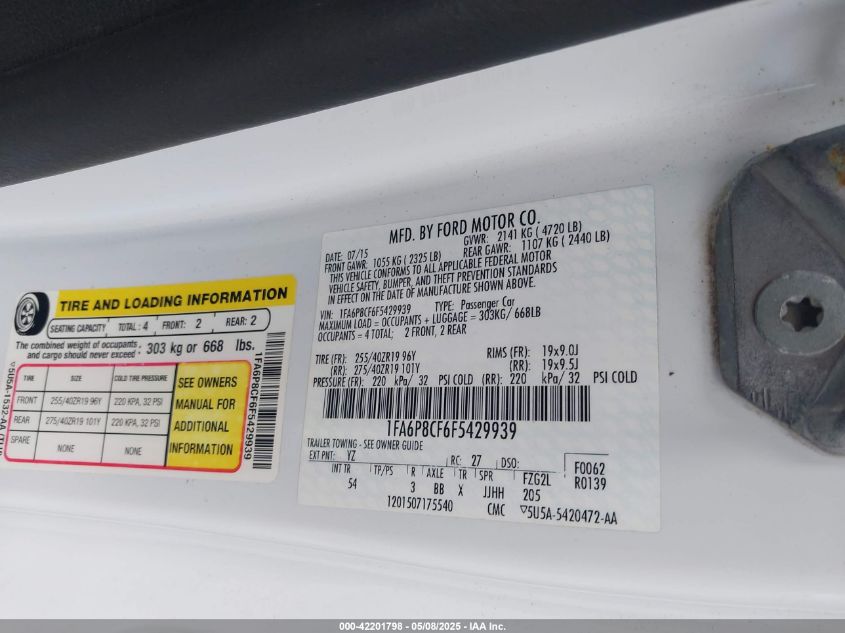 MFD. BY FORD MOTOR CO.
DATE: 07/15 GVWR: 2141 KG ( 4720 LB)
FRONT GAWR: 1055 KG ( 2325 LB) REAR GAWR: 1107 KG ( 2440 LB)
THIS VEHICLE CONFORMS TO ALL APPLICABLE FEDERAL MOTOR
VEHICLE SAFETY, BUMPER, AND THEFT PREVENTION STANDARDS
IN EFFECT ON THE DATE OF MANUFACTURE SHOWN ABOVE.
VIN: 1FA6P8CF6F5429939 TYPE: Passenger Car
MAXIMUM LOAD = OCCUPANTS + LUGGAGE = 303KG/ 668LB
OCCUPANTS = 4 TOTAL: 2 FRONT, 2 REAR
TIRE (FR): 255/40ZR19 96Y RIMS (FR): 19x9.0J
(RR): 275/40ZR19 101Y (RR): 19x9.5J
PRESSURE (FR): 220 kPa/ 32 PSI COLD (RR): 220 kPa/ 32 PSI COLD
1FA6P8CF6F5429939
TRAILER TOWING - SEE OWNER GUIDE
EXT PNT: YZ RC: 27 DSO: F0062
INT TR TP/PS R AXLE TR SPR FZG2L R0139
54 3 BB X JJHH 205
1201507175540 CMC ▽5U5A-5420472-AA
TIRE AND LOADING INFORMATION
SEATING CAPACITY TOTAL: 4 FRONT: 2 REAR: 2
The combined weight of occupants and cargo should never exceed : 303 kg or 668 lbs.
TIRE SIZE COLD TIRE PRESSURE
FRONT 255/40ZR19 96Y 220 KPA, 32 PSI
REAR 275/40ZR19 101Y 220 KPA, 32 PSI
SPARE NONE NONE
SEE OWNERS
MANUAL FOR
ADDITIONAL
INFORMATION
1FA6P8CF6F5429939
▽5U5A-1532-AA
000-42201798 - 05/08/2025 - IAA Inc.